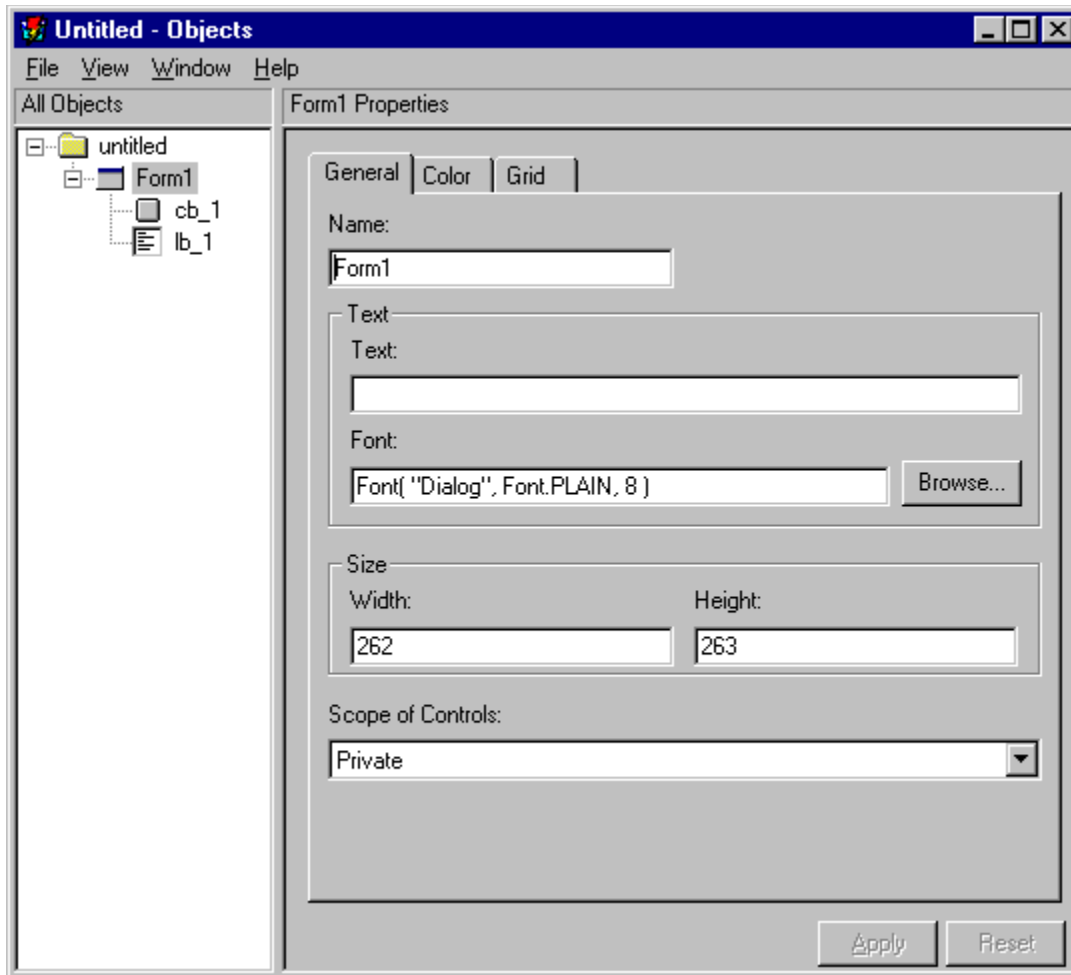 Untitled - Objects
File View Window Help
All Objects
Form1 Properties
untitled
Form1
cb_1
lb_1
General Color Grid
Name:
Form1
Text
Text:
Font:
Font( "Dialog", Font.PLAIN, 8 )
Browse...
Size
Width: Height:
262 263
Scope of Controls:
Private
Apply Reset